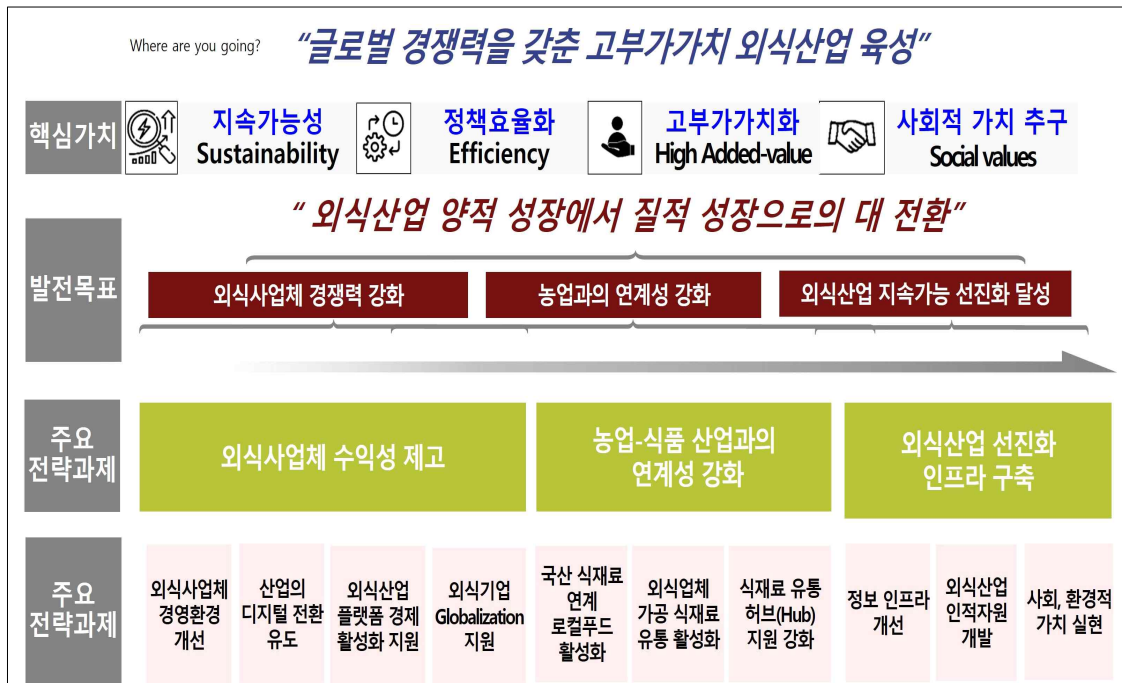 Where are you going? “글로벌 경쟁력을 갖춘 고부가가치 외식산업 육성”
핵심가치
지속가능성
Sustainability
정책효율화
Efficiency
고부가가치화
High Added-value
사회적 가치 추구
Social values
“ 외식산업 양적 성장에서 질적 성장으로의 대 전환”
발전목표
외식사업체 경쟁력 강화
농업과의 연계성 강화
외식산업 지속가능 선진화 달성
주요
전략과제
외식사업체 수익성 제고
농업-식품 산업과의
연계성 강화
외식산업 선진화
인프라 구축
주요
전략과제
외식사업체
경영환경
개선
산업의
디지털 전환
유도
외식산업
플랫폼 경제
활성화 지원
외식기업
Globalization
지원
국산 식재료
연계
로컬푸드
활성화
외식업체
가공 식재료
유통 활성화
식재료 유통
허브(Hub)
지원 강화
정보 인프라
개선
외식산업
인적자원
개발
사회, 환경적
가치 실현